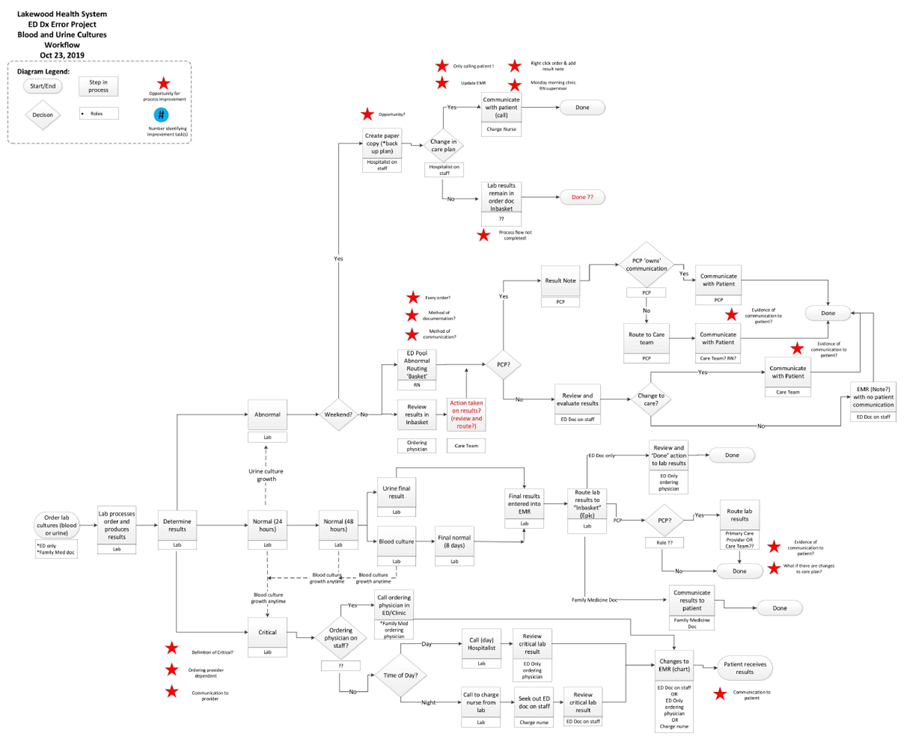 Lakewood Health System
ED Dx Error Project
Blood and Urine Cultures
Workflow
Oct 23, 2019
Diagram Legend:
Start/End
Step in
process
Opportunity for
process improvement
Decison
• Roles
#
Number identifying
improvement task(s)
Only calling patient !
Update EMR
Right click order & add
result note
Monday morning clinic
RN supervisor
Opportunity?
Yes
Communicate
with patient
(call)
Charge Nurse
Done
Create paper
copy (*back
up plan)
Hospitalist on
staff
Change in
care plan
Hospitalist on
staff
No
Lab results
remain in
order doc
Inbasket
??
Done ??
Process flow not
completed!
Yes
Every order?
Method of
documentation?
Method of
communication?
ED Pool
Abnormal
Routing
'Basket'
RN
Review
results in
Inbasket
Ordering
physician
Action taken
on results?
(review and
route?)
Care Team
PCP?
Yes
Result Note
PCP
PCP 'owns'
communication
PCP
Yes
Communicate
with Patient
PCP
No
Route to Care
team
PCP
Communicate
with Patient
Care Team? RN?
Evidence of
communication to
patient?
Done
Evidence of
communication to
patient?
No
Review and
evaluate results
ED Doc on staff
Change to
care?
Yes
Communicate
with Patient
Care Team
No
EMR (Note?)
with no patient
communication
ED Doc on staff
Abnormal
Lab
Weekend?
No
Urine culture
growth
Order lab
cultures (blood
or urine)
*ED only
*Family Med doc
Lab processes
order and
produces
results
Lab
Determine
results
Lab
Normal (24
hours)
Lab
Normal (48
hours)
Lab
Urine final
result
Lab
Blood culture
Lab
Final normal
(8 days)
Lab
Final results
entered into
EMR
Lab
Route lab
results to
"Inbasket"
(Epic)
Lab
ED Doc only
Review and
'Done' action
to lab results
ED Only
ordering
physician
Done
PCP
PCP?
Role ??
Yes
Route lab
results
Primary Care
Provider OR
Care Team??
No
Done
Evidence of
communication to
patient?
What if there are changes
to care plan?
Family Medicine Doc
Communicate
results to
patient
Family Medicine
Doc
Done
Blood culture
growth anytime
Blood culture
growth anytime
Blood culture
growth anytime
Critical
Lab
Definition of Critical?
Ordering provider
dependent
Communication to
provider
Ordering
physician on
staff?
??
Yes
Call ordering
physician in
ED/Clinic
*Family Med
ordering
physician
No
Time of Day?
Day
Call (day)
Hospitalist
Lab
Review
critical lab
result
ED Only
ordering
physician
Night
Call to charge
nurse from
lab
Lab
Seek out ED
doc on staff
Charge nurse
Review
critical lab
result
ED Doc on staff
Changes to
EMR (chart)
ED Doc on staff
OR
ED Only
ordering
physician
OR
Charge nurse
Patient receives
results
Communication to
patient